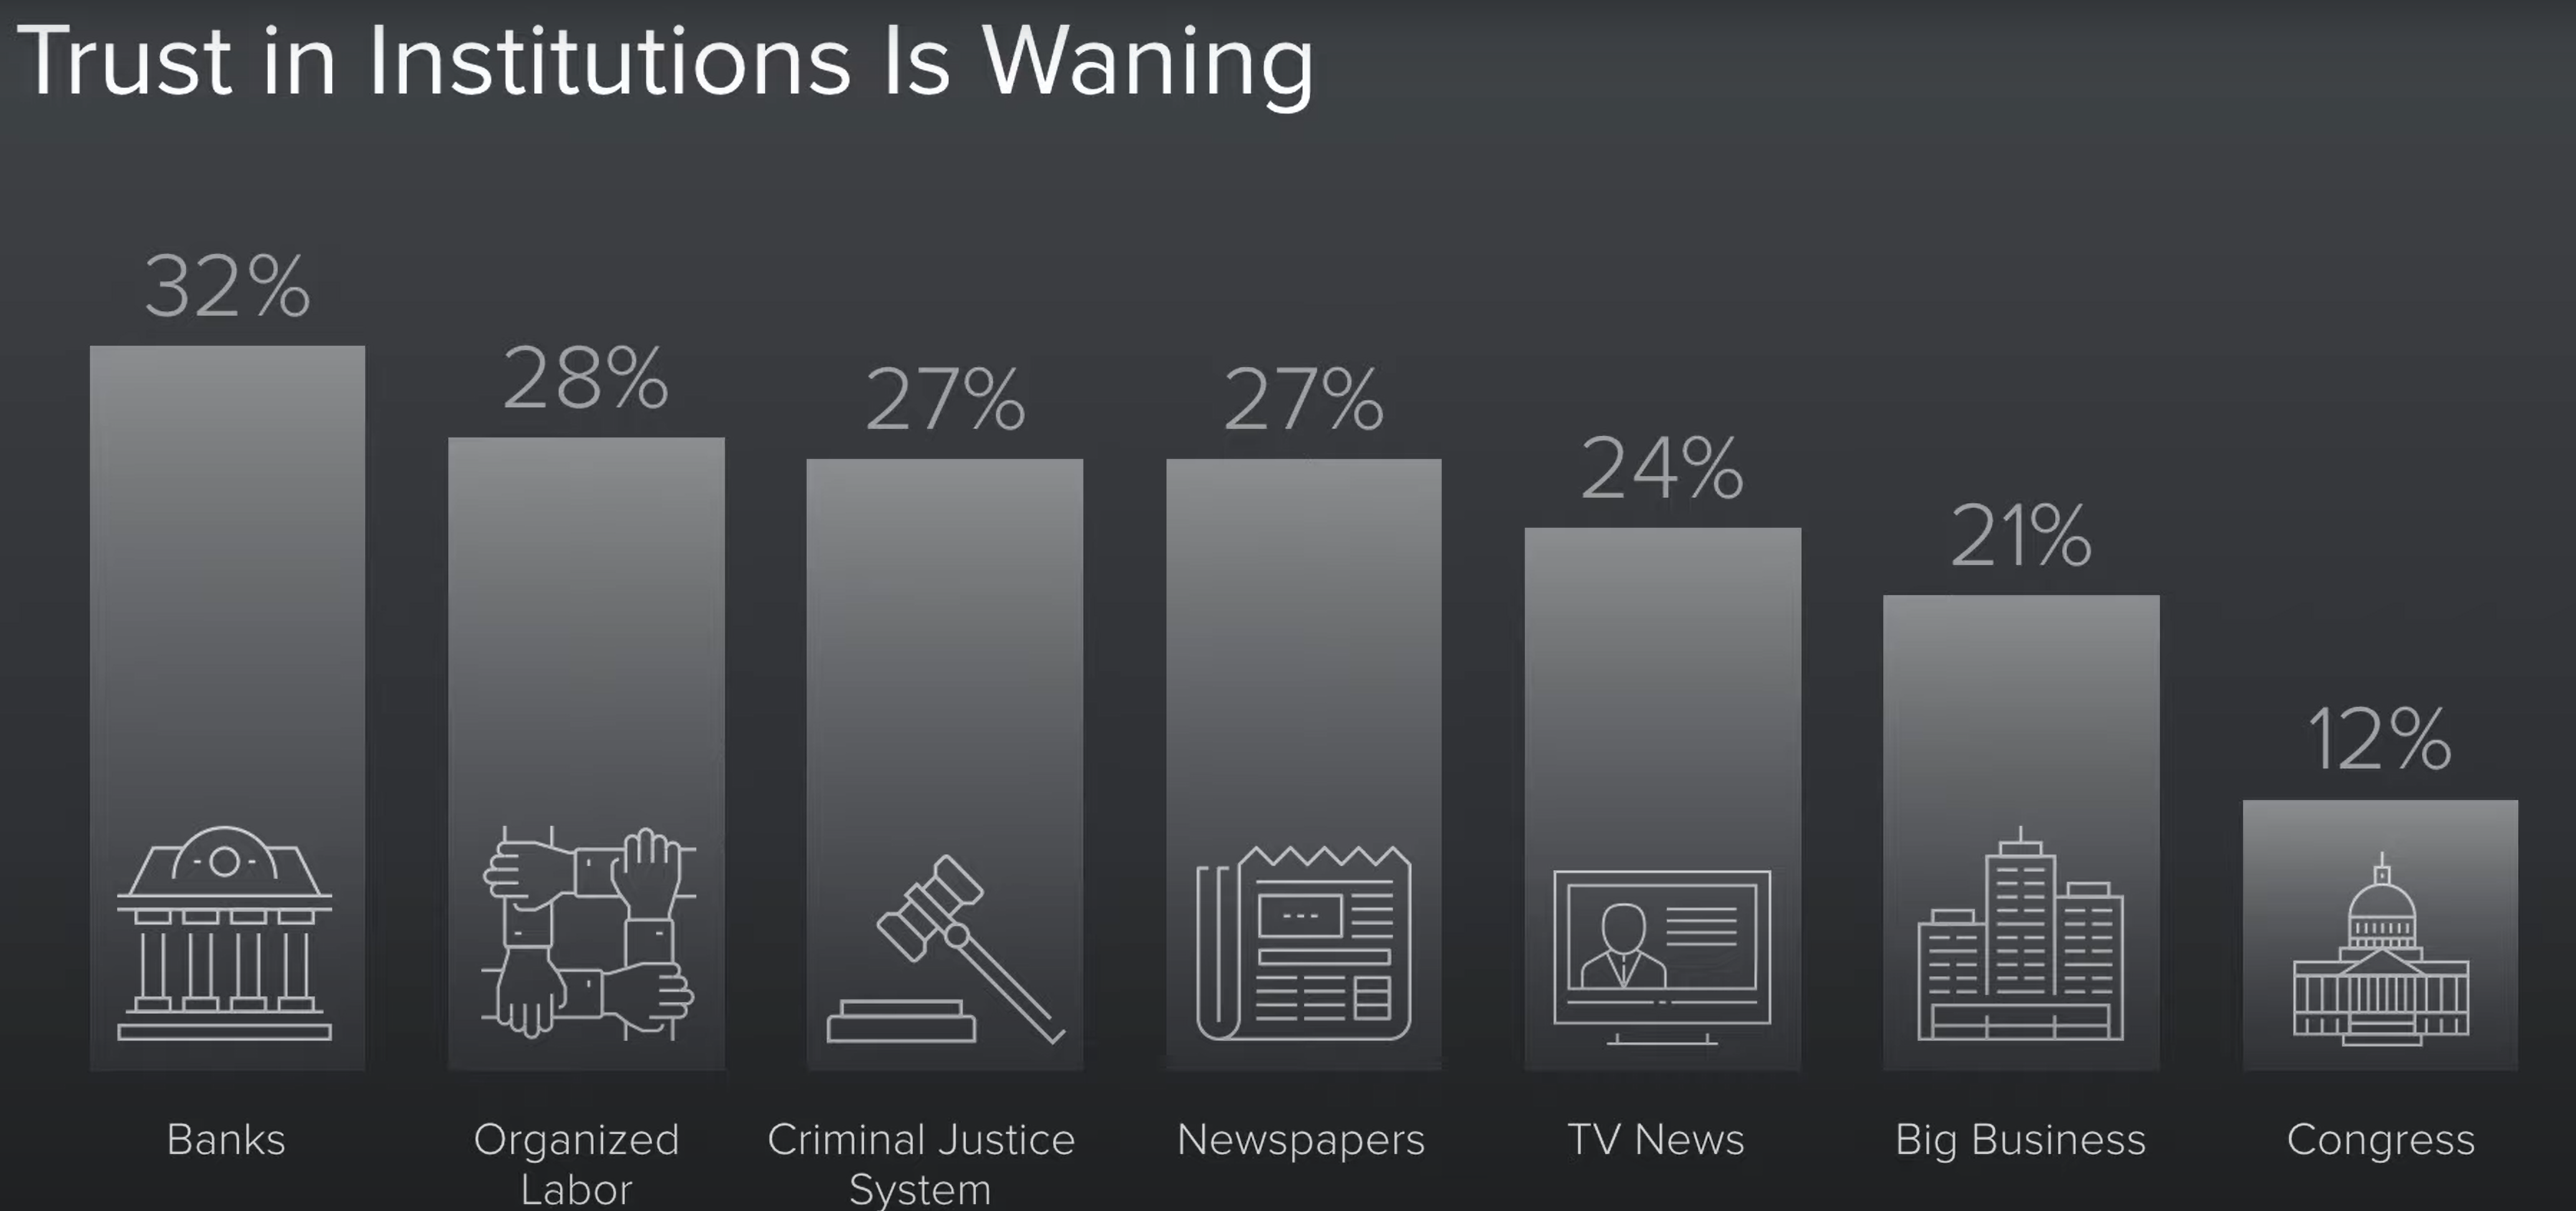 Trust in Institutions Is Waning
32%
28%
27%
27%
24%
21%
12%
Banks
Organized
Labor
Criminal Justice
System
Newspapers
TV News
Big Business
Congress